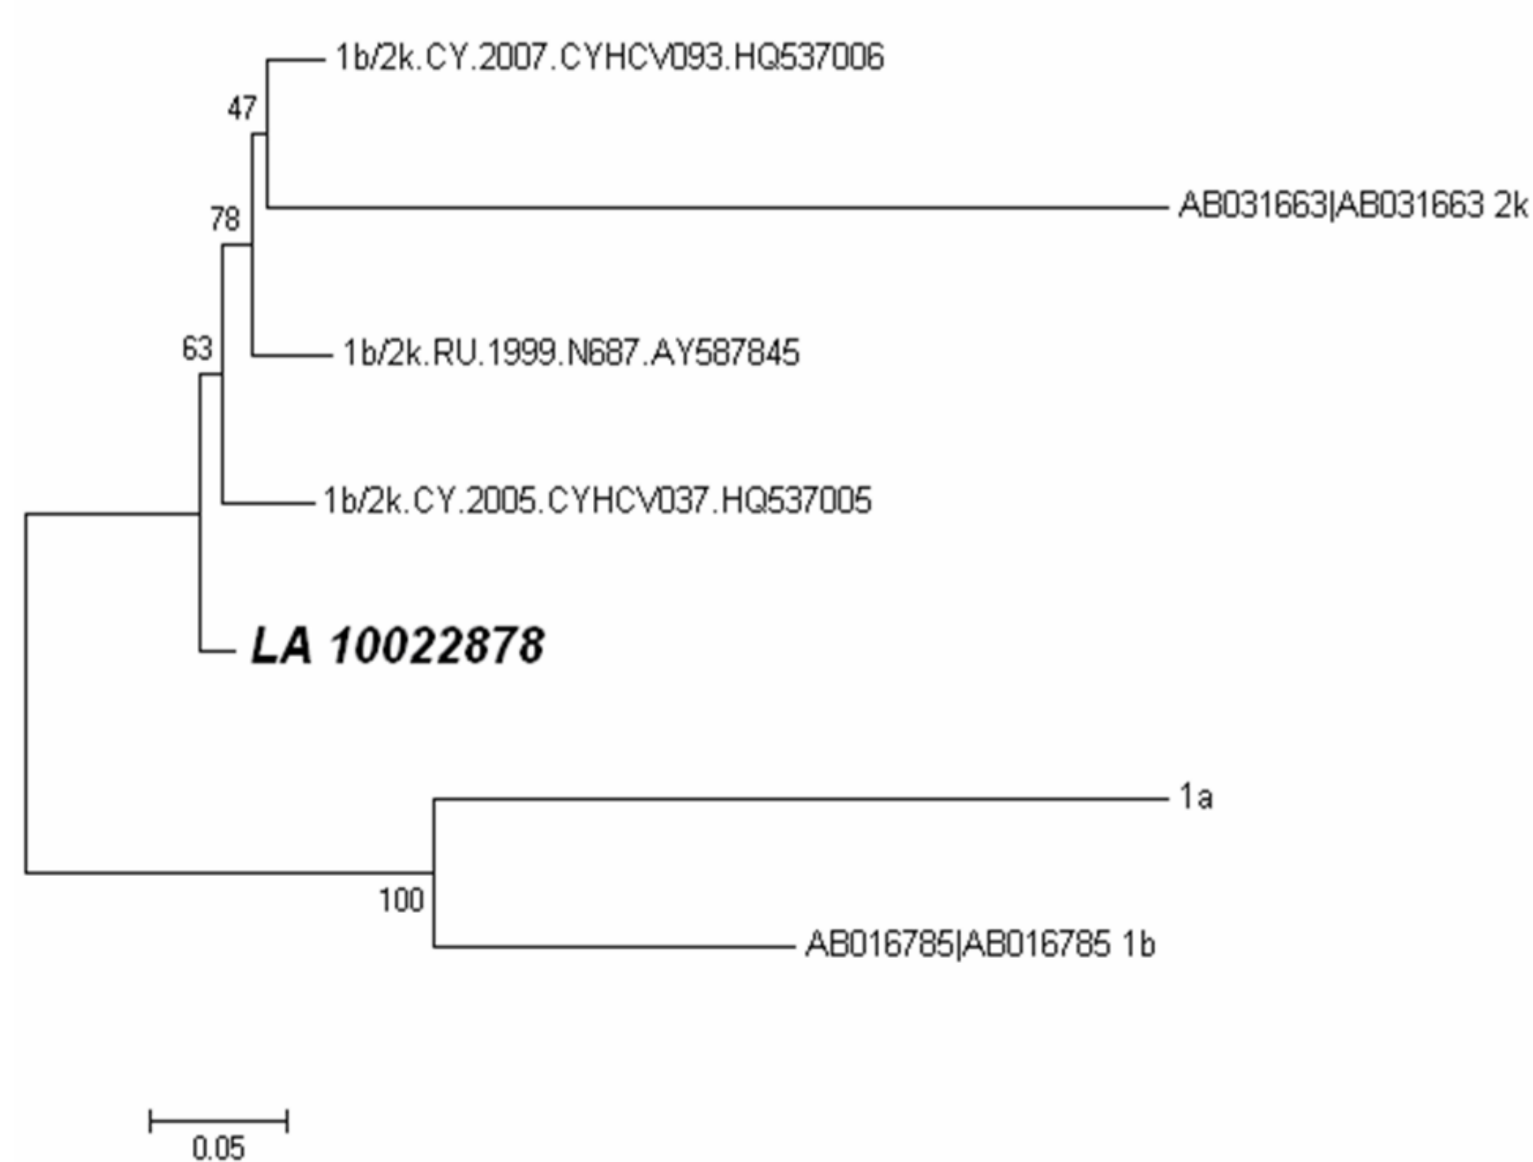 1b/2k.CY.2007.CYHCV093.HQ537006
47
AB031663|AB031663 2k
78
63
1b/2k.RU.1999.N687.AY587845
1b/2k.CY.2005.CYHCV037.HQ537005
LA 10022878
1a
100
AB016785|AB016785 1b
0.05